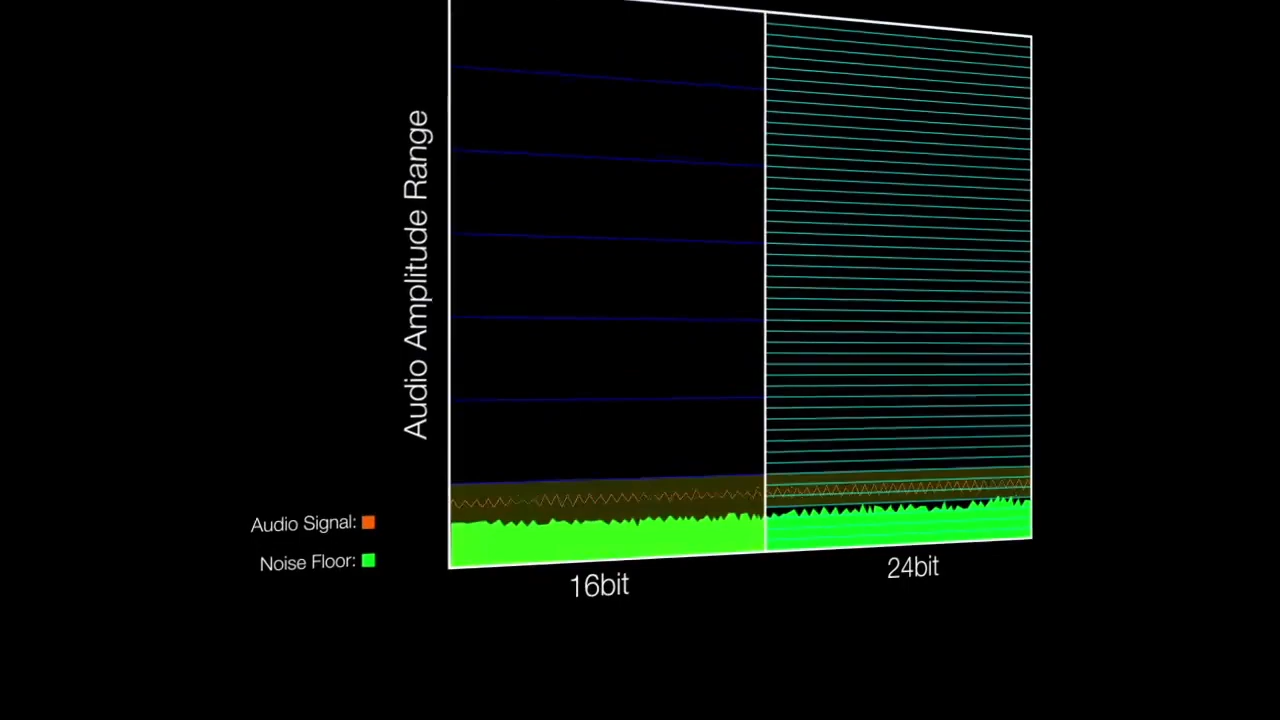 Audio Amplitude Range
Audio Signal:
Noise Floor:
16bit
24bit